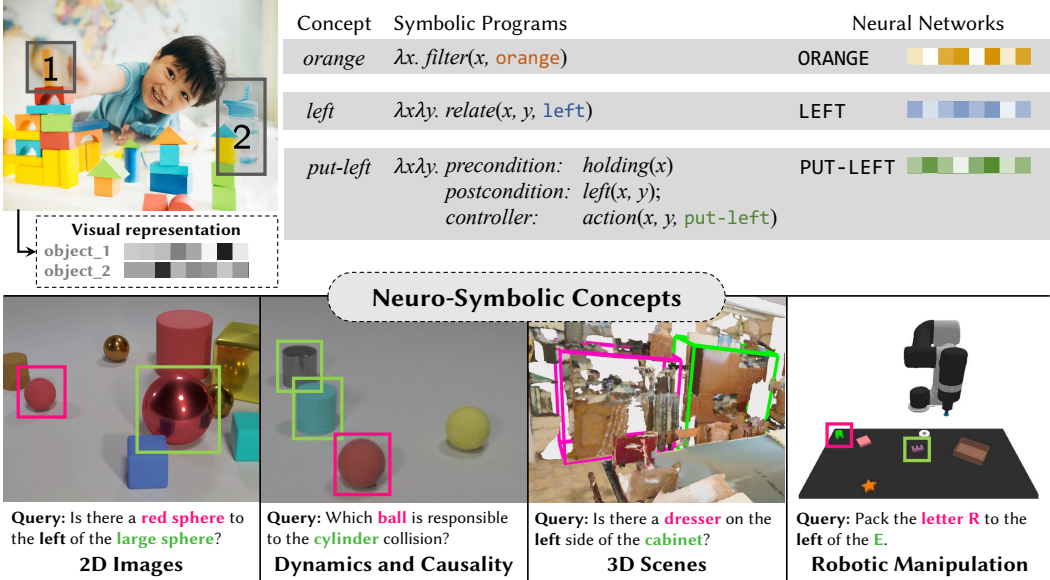 Concept Symbolic Programs Neural Networks
orange λx. filter(x, orange) ORANGE
left λxλy. relate(x, y, left) LEFT
put-left λxλy. precondition: holding(x) PUT-LEFT
postcondition: left(x, y);
controller: action(x, y, put-left)
1
2
Visual representation
object_1
object_2
Neuro-Symbolic Concepts
Query: Is there a red sphere to
the left of the large sphere?
2D Images
Query: Which ball is responsible
to the cylinder collision?
Dynamics and Causality
Query: Is there a dresser on the
left side of the cabinet?
3D Scenes
E
Query: Pack the letter R to the
left of the E.
Robotic Manipulation